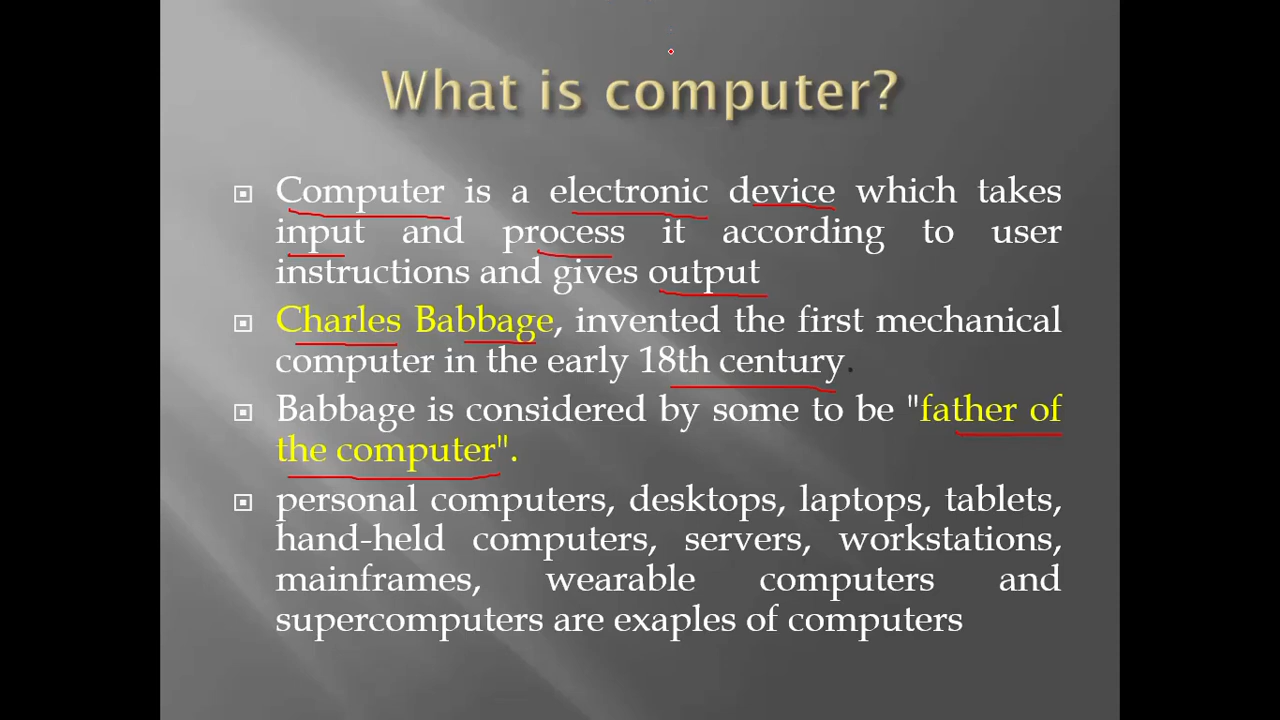 What is computer?
Computer is a electronic device which takes
input and process it according to user
instructions and gives output
Charles Babbage, invented the first mechanical
computer in the early 18th century.
Babbage is considered by some to be "father of
the computer".
personal computers, desktops, laptops, tablets,
hand-held computers, servers, workstations,
mainframes, wearable computers and
supercomputers are exaples of computers